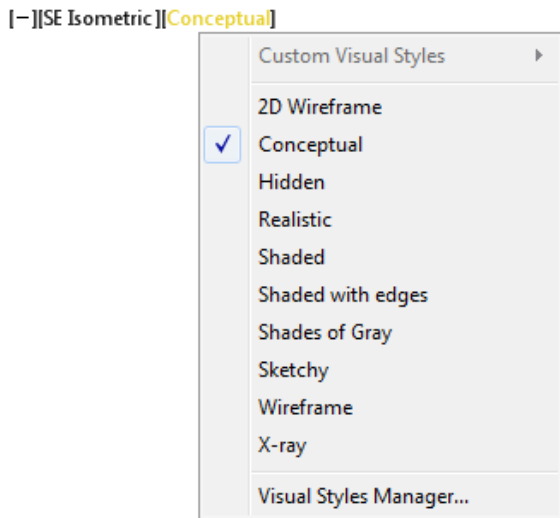 [−][SE Isometric][Conceptual]
Custom Visual Styles
2D Wireframe
Conceptual
Hidden
Realistic
Shaded
Shaded with edges
Shades of Gray
Sketchy
Wireframe
X-ray
Visual Styles Manager...